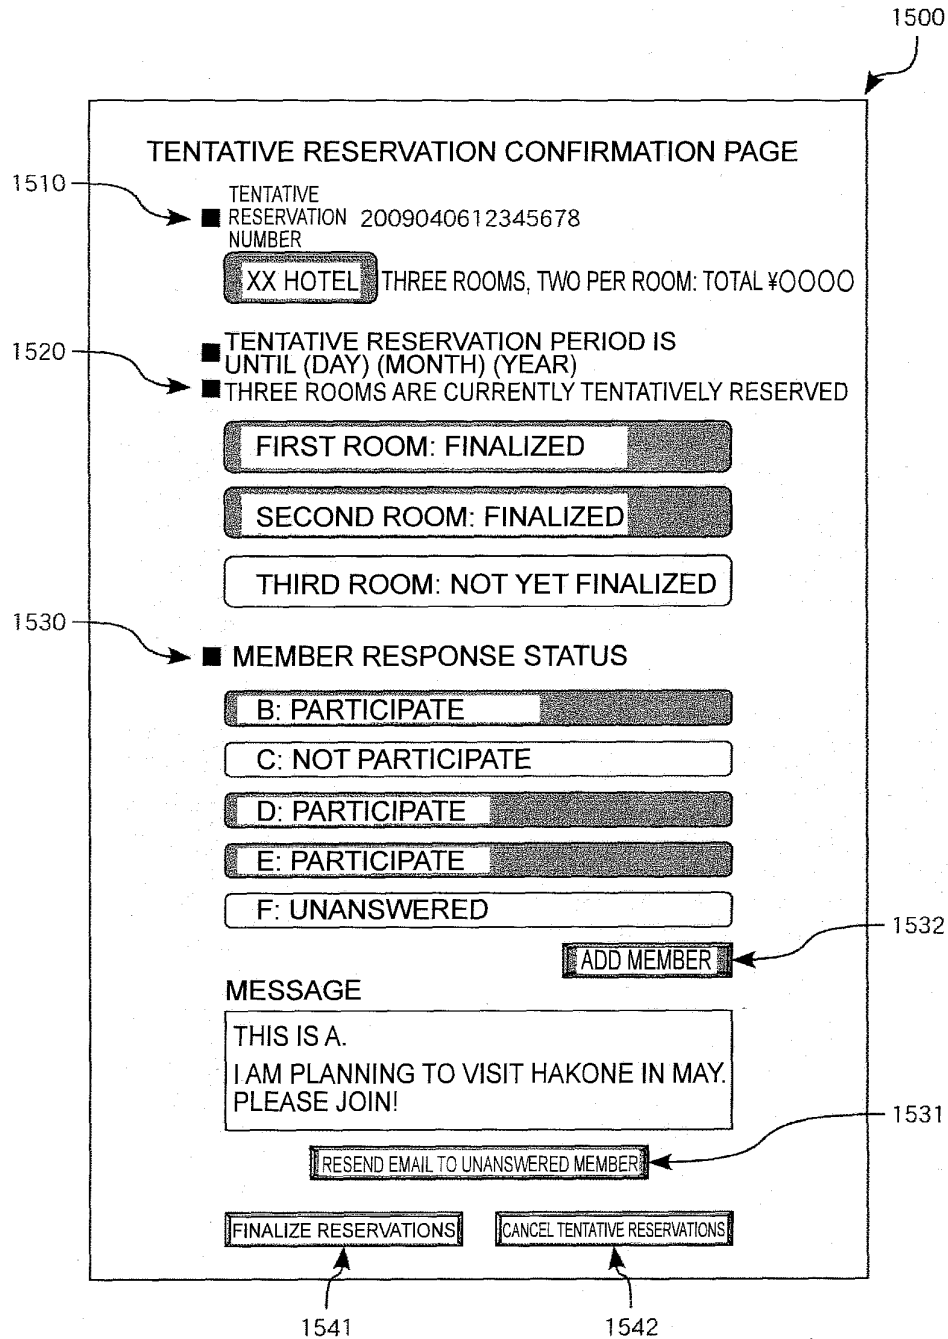 1500
TENTATIVE RESERVATION CONFIRMATION PAGE
1510
TENTATIVE
RESERVATION 2009040612345678
NUMBER
XX HOTEL THREE ROOMS, TWO PER ROOM: TOTAL ¥〇〇〇〇
1520
TENTATIVE RESERVATION PERIOD IS
UNTIL (DAY) (MONTH) (YEAR)
THREE ROOMS ARE CURRENTLY TENTATIVELY RESERVED
FIRST ROOM: FINALIZED
SECOND ROOM: FINALIZED
THIRD ROOM: NOT YET FINALIZED
1530
MEMBER RESPONSE STATUS
B: PARTICIPATE
C: NOT PARTICIPATE
D: PARTICIPATE
E: PARTICIPATE
F: UNANSWERED
1532
ADD MEMBER
MESSAGE
THIS IS A.
I AM PLANNING TO VISIT HAKONE IN MAY.
PLEASE JOIN!
1531
RESEND EMAIL TO UNANSWERED MEMBER
FINALIZE RESERVATIONS CANCEL TENTATIVE RESERVATIONS
1541 1542